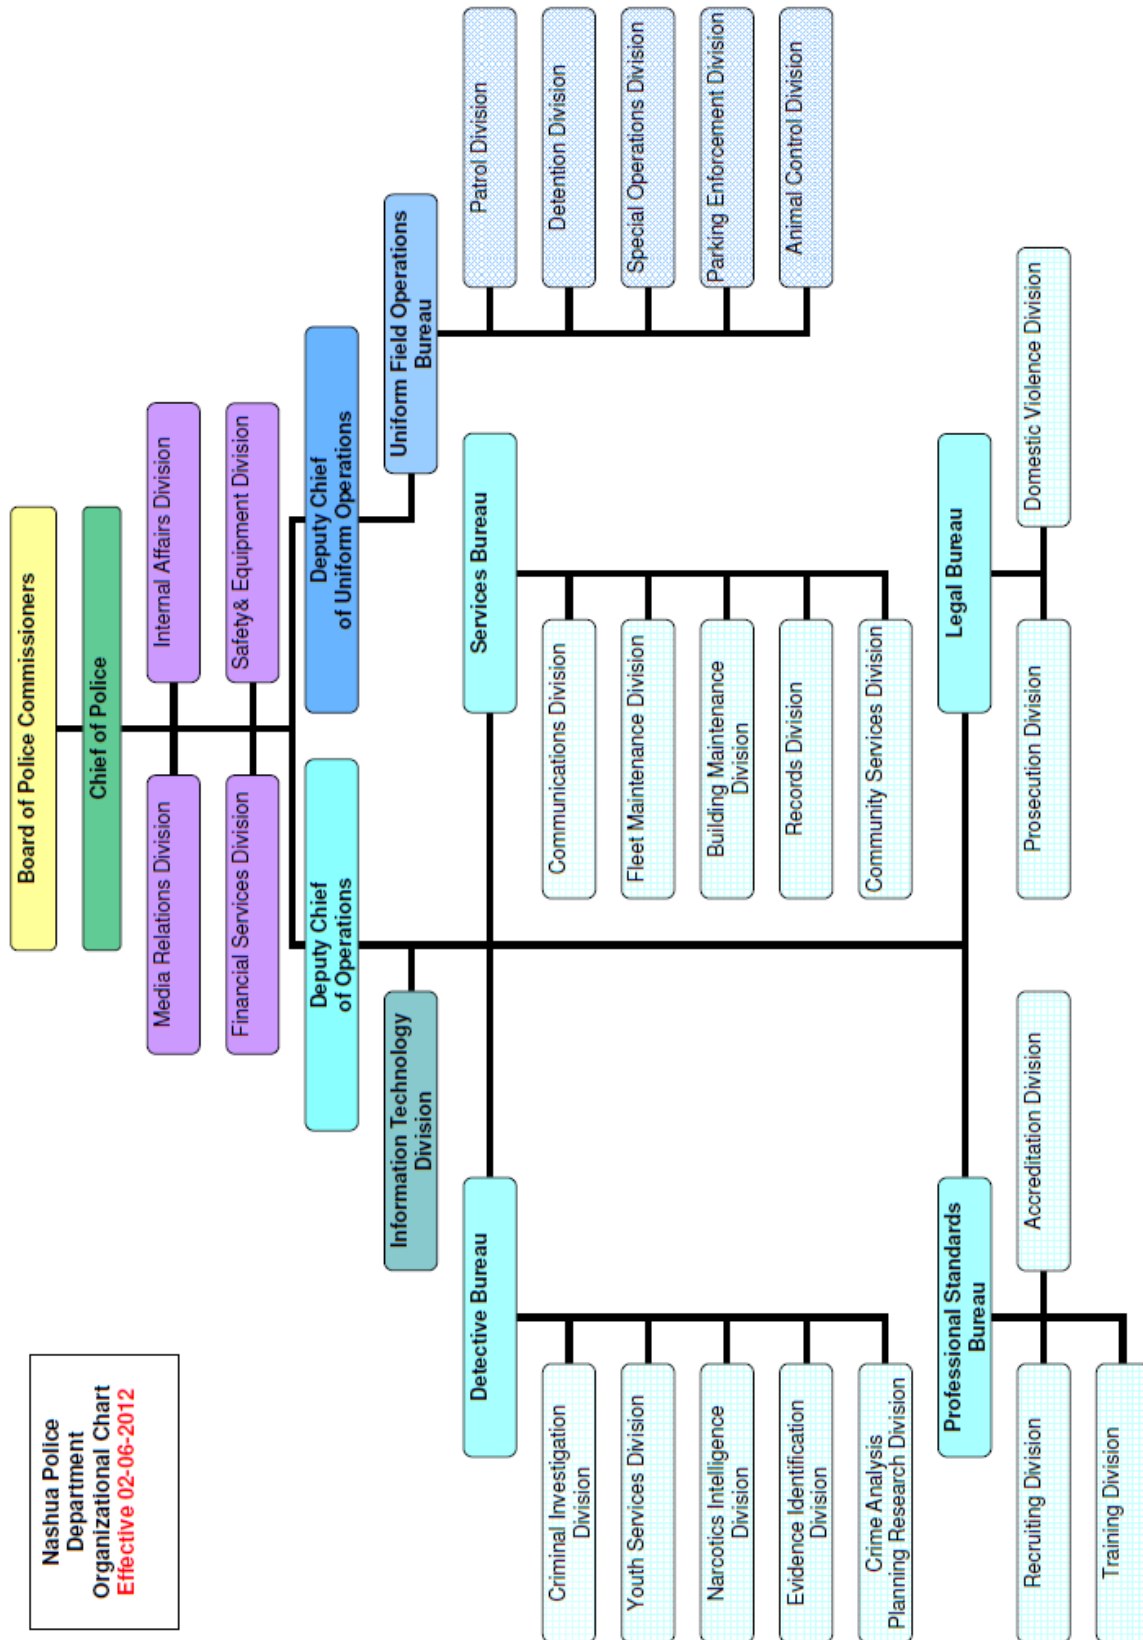 Nashua Police
Department
Organizational Chart
Effective 02-06-2012
Board of Police Commissioners
Chief of Police
Media Relations Division
Internal Affairs Division
Financial Services Division
Safety& Equipment Division
Deputy Chief
of Operations
Deputy Chief
of Uniform Operations
Information Technology
Division
Uniform Field Operations
Bureau
Detective Bureau
Services Bureau
Patrol Division
Criminal Investigation
Division
Communications Division
Detention Division
Youth Services Division
Fleet Maintenance Division
Special Operations Division
Narcotics Intelligence
Division
Building Maintenance
Division
Parking Enforcement Division
Evidence Identification
Division
Records Division
Animal Control Division
Crime Analysis
Planning Research Division
Community Services Division
Professional Standards
Bureau
Legal Bureau
Recruiting Division
Accreditation Division
Prosecution Division
Domestic Violence Division
Training Division